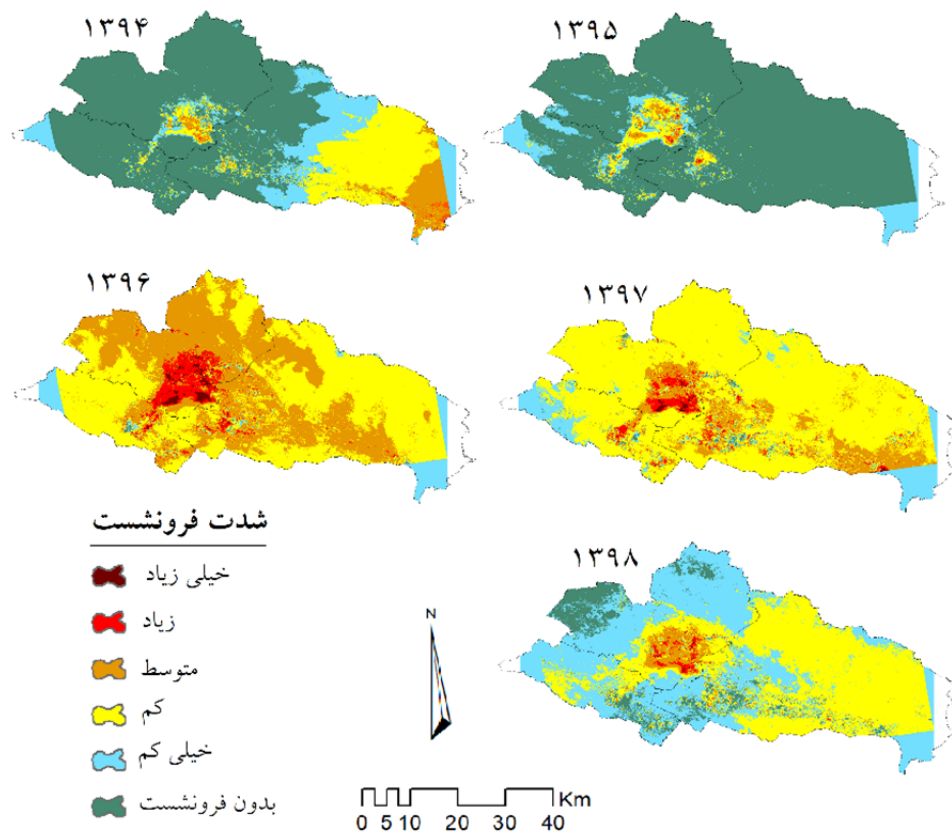 ۱۳۹۴
۱۳۹۵
۱۳۹۶
۱۳۹۷
۱۳۹۸
شدت فرونشست
خیلی زیاد
زیاد
متوسط
کم
خیلی کم
بدون فرونشست
N
Km
0 5 10 20 30 40